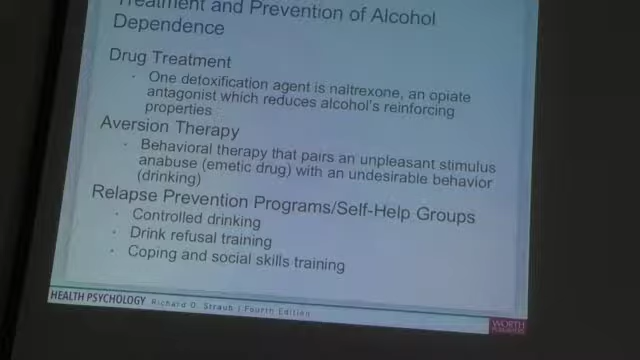 Treatment and Prevention of Alcohol
Dependence
Drug Treatment
• One detoxification agent is naltrexone, an opiate
antagonist which reduces alcohol's reinforcing
properties
Aversion Therapy
• Behavioral therapy that pairs an unpleasant stimulus
anabuse (emetic drug) with an undesirable behavior
(drinking)
Relapse Prevention Programs/Self-Help Groups
• Controlled drinking
• Drink refusal training
• Coping and social skills training
HEALTH PSYCHOLOGY Richard O. Straub | Fourth Edition
WORTH